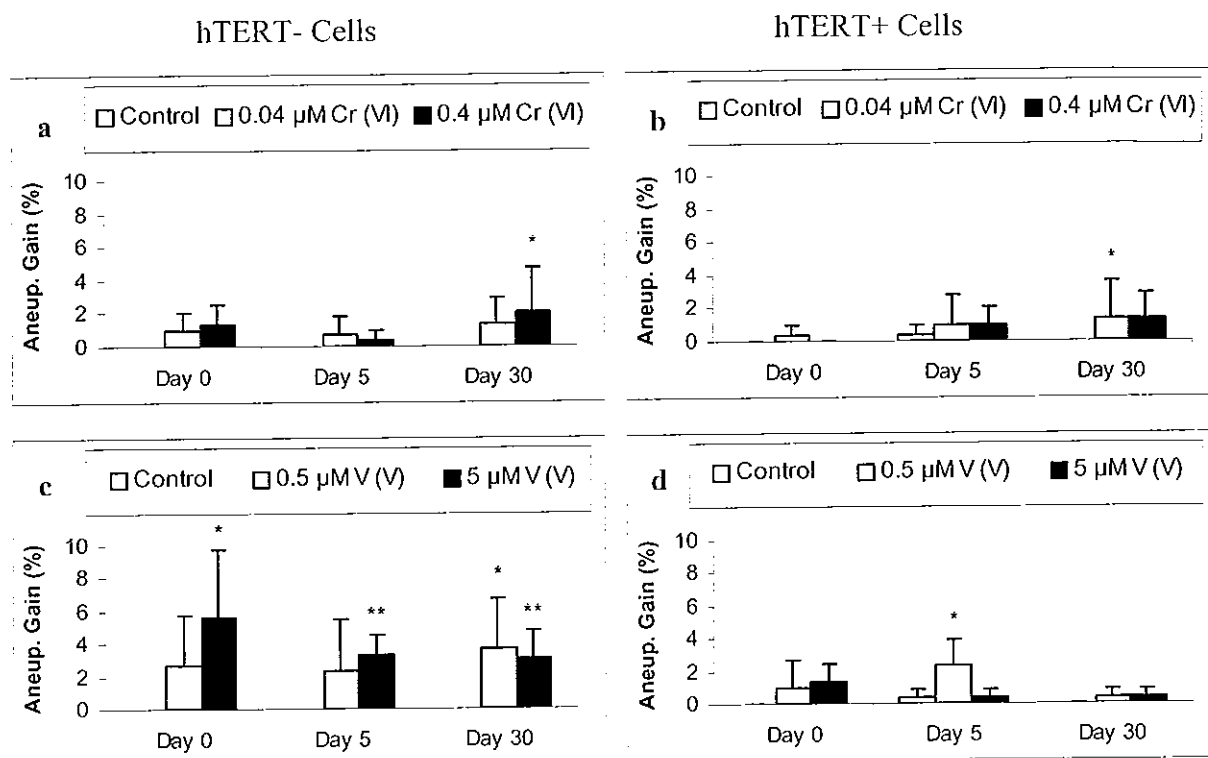 hTERT- Cells
hTERT+ Cells
a
Control 0.04 µM Cr (VI) 0.4 µM Cr (VI)
Aneup. Gain (%)
10
8
6
4
2
0
*
Day 0 Day 5 Day 30
b
Control 0.04 µM Cr (VI) 0.4 µM Cr (VI)
Aneup. Gain (%)
10
8
6
4
2
0
*
Day 0 Day 5 Day 30
c
Control 0.5 µM V (V) 5 µM V (V)
Aneup. Gain (%)
10
8
6
4
2
0
* ** * **
Day 0 Day 5 Day 30
d
Control 0.5 µM V (V) 5 µM V (V)
Aneup. Gain (%)
10
8
6
4
2
0
*
Day 0 Day 5 Day 30